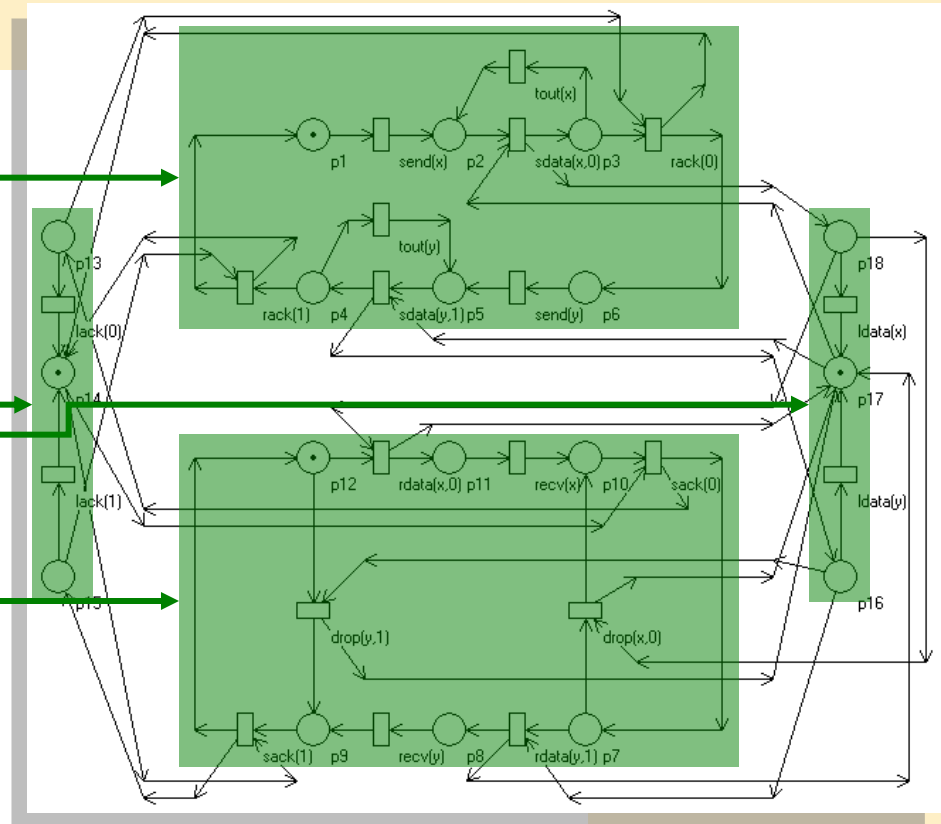 tout(x)
p1 send(x) p2 sdata(x,0) p3 rack(0)
tout(y)
p13 p18
rack(1) p4 sdata(y,1) p5 send(y) p6
lack(0) ldata(x)
p14 p17
p12 rdata(x,0) p11 recv(x) p10 sack(0)
lack(1) ldata(y)
p15 p16
drop(y,1) drop(x,0)
sack(1) p9 recv(y) p8 rdata(y,1) p7